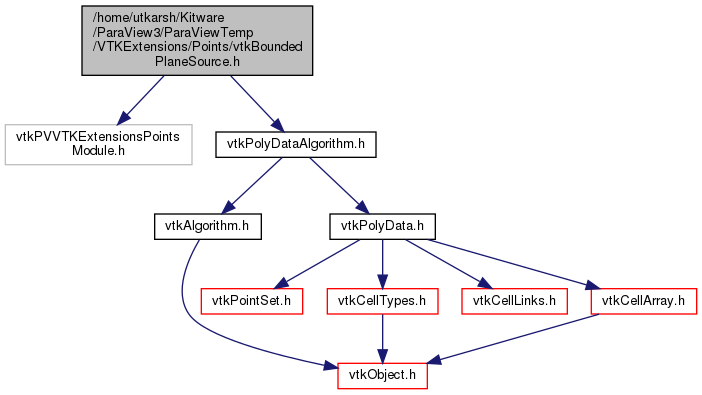 /home/utkarsh/Kitware
/ParaView3/ParaViewTemp
/VTKExtensions/Points/vtkBounded
PlaneSource.h
vtkPVVTKExtensionsPoints
Module.h
vtkPolyDataAlgorithm.h
vtkAlgorithm.h
vtkPolyData.h
vtkPointSet.h
vtkCellTypes.h
vtkCellLinks.h
vtkCellArray.h
vtkObject.h